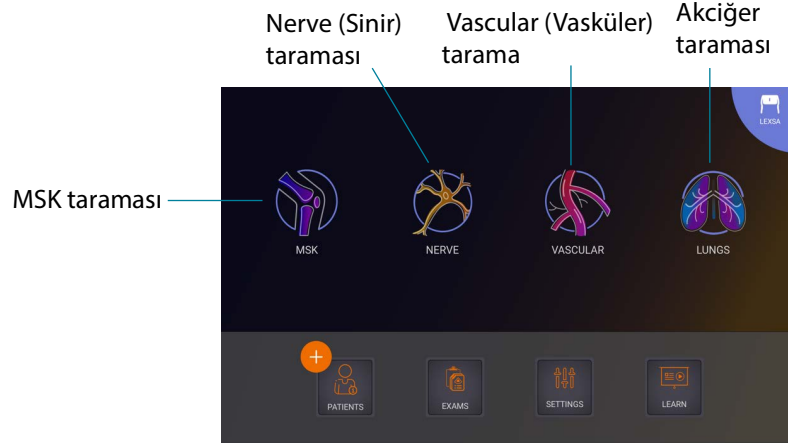 Nerve (Sinir)
taraması
Vascular (Vasküler)
tarama
Akciğer
taraması
LEXSA
MSK taraması
MSK
NERVE
VASCULAR
LUNGS
+
PATIENTS
EXAMS
SETTINGS
LEARN